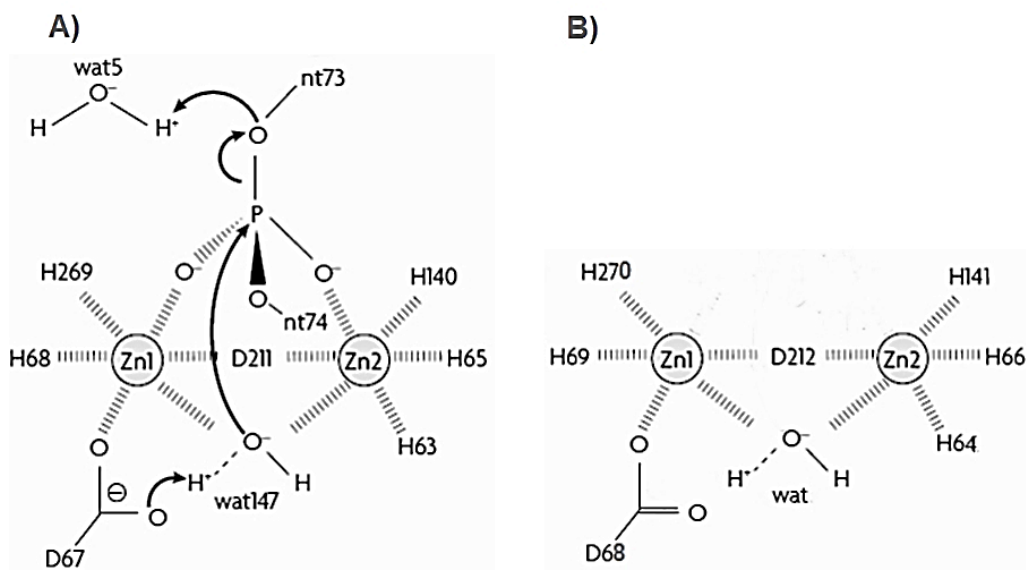 A)
wat5
O⁻
H
H⁺
nt73
O
P
O⁻
O⁻
O
nt74
H269
H140
H68
Zn1
D211
Zn2
H65
H63
O
O⁻
H⁺
H
wat147
⊖
O
D67
B)
H270
H141
H69
Zn1
D212
Zn2
H66
H64
O
O⁻
H⁺
H
wat
O
D68